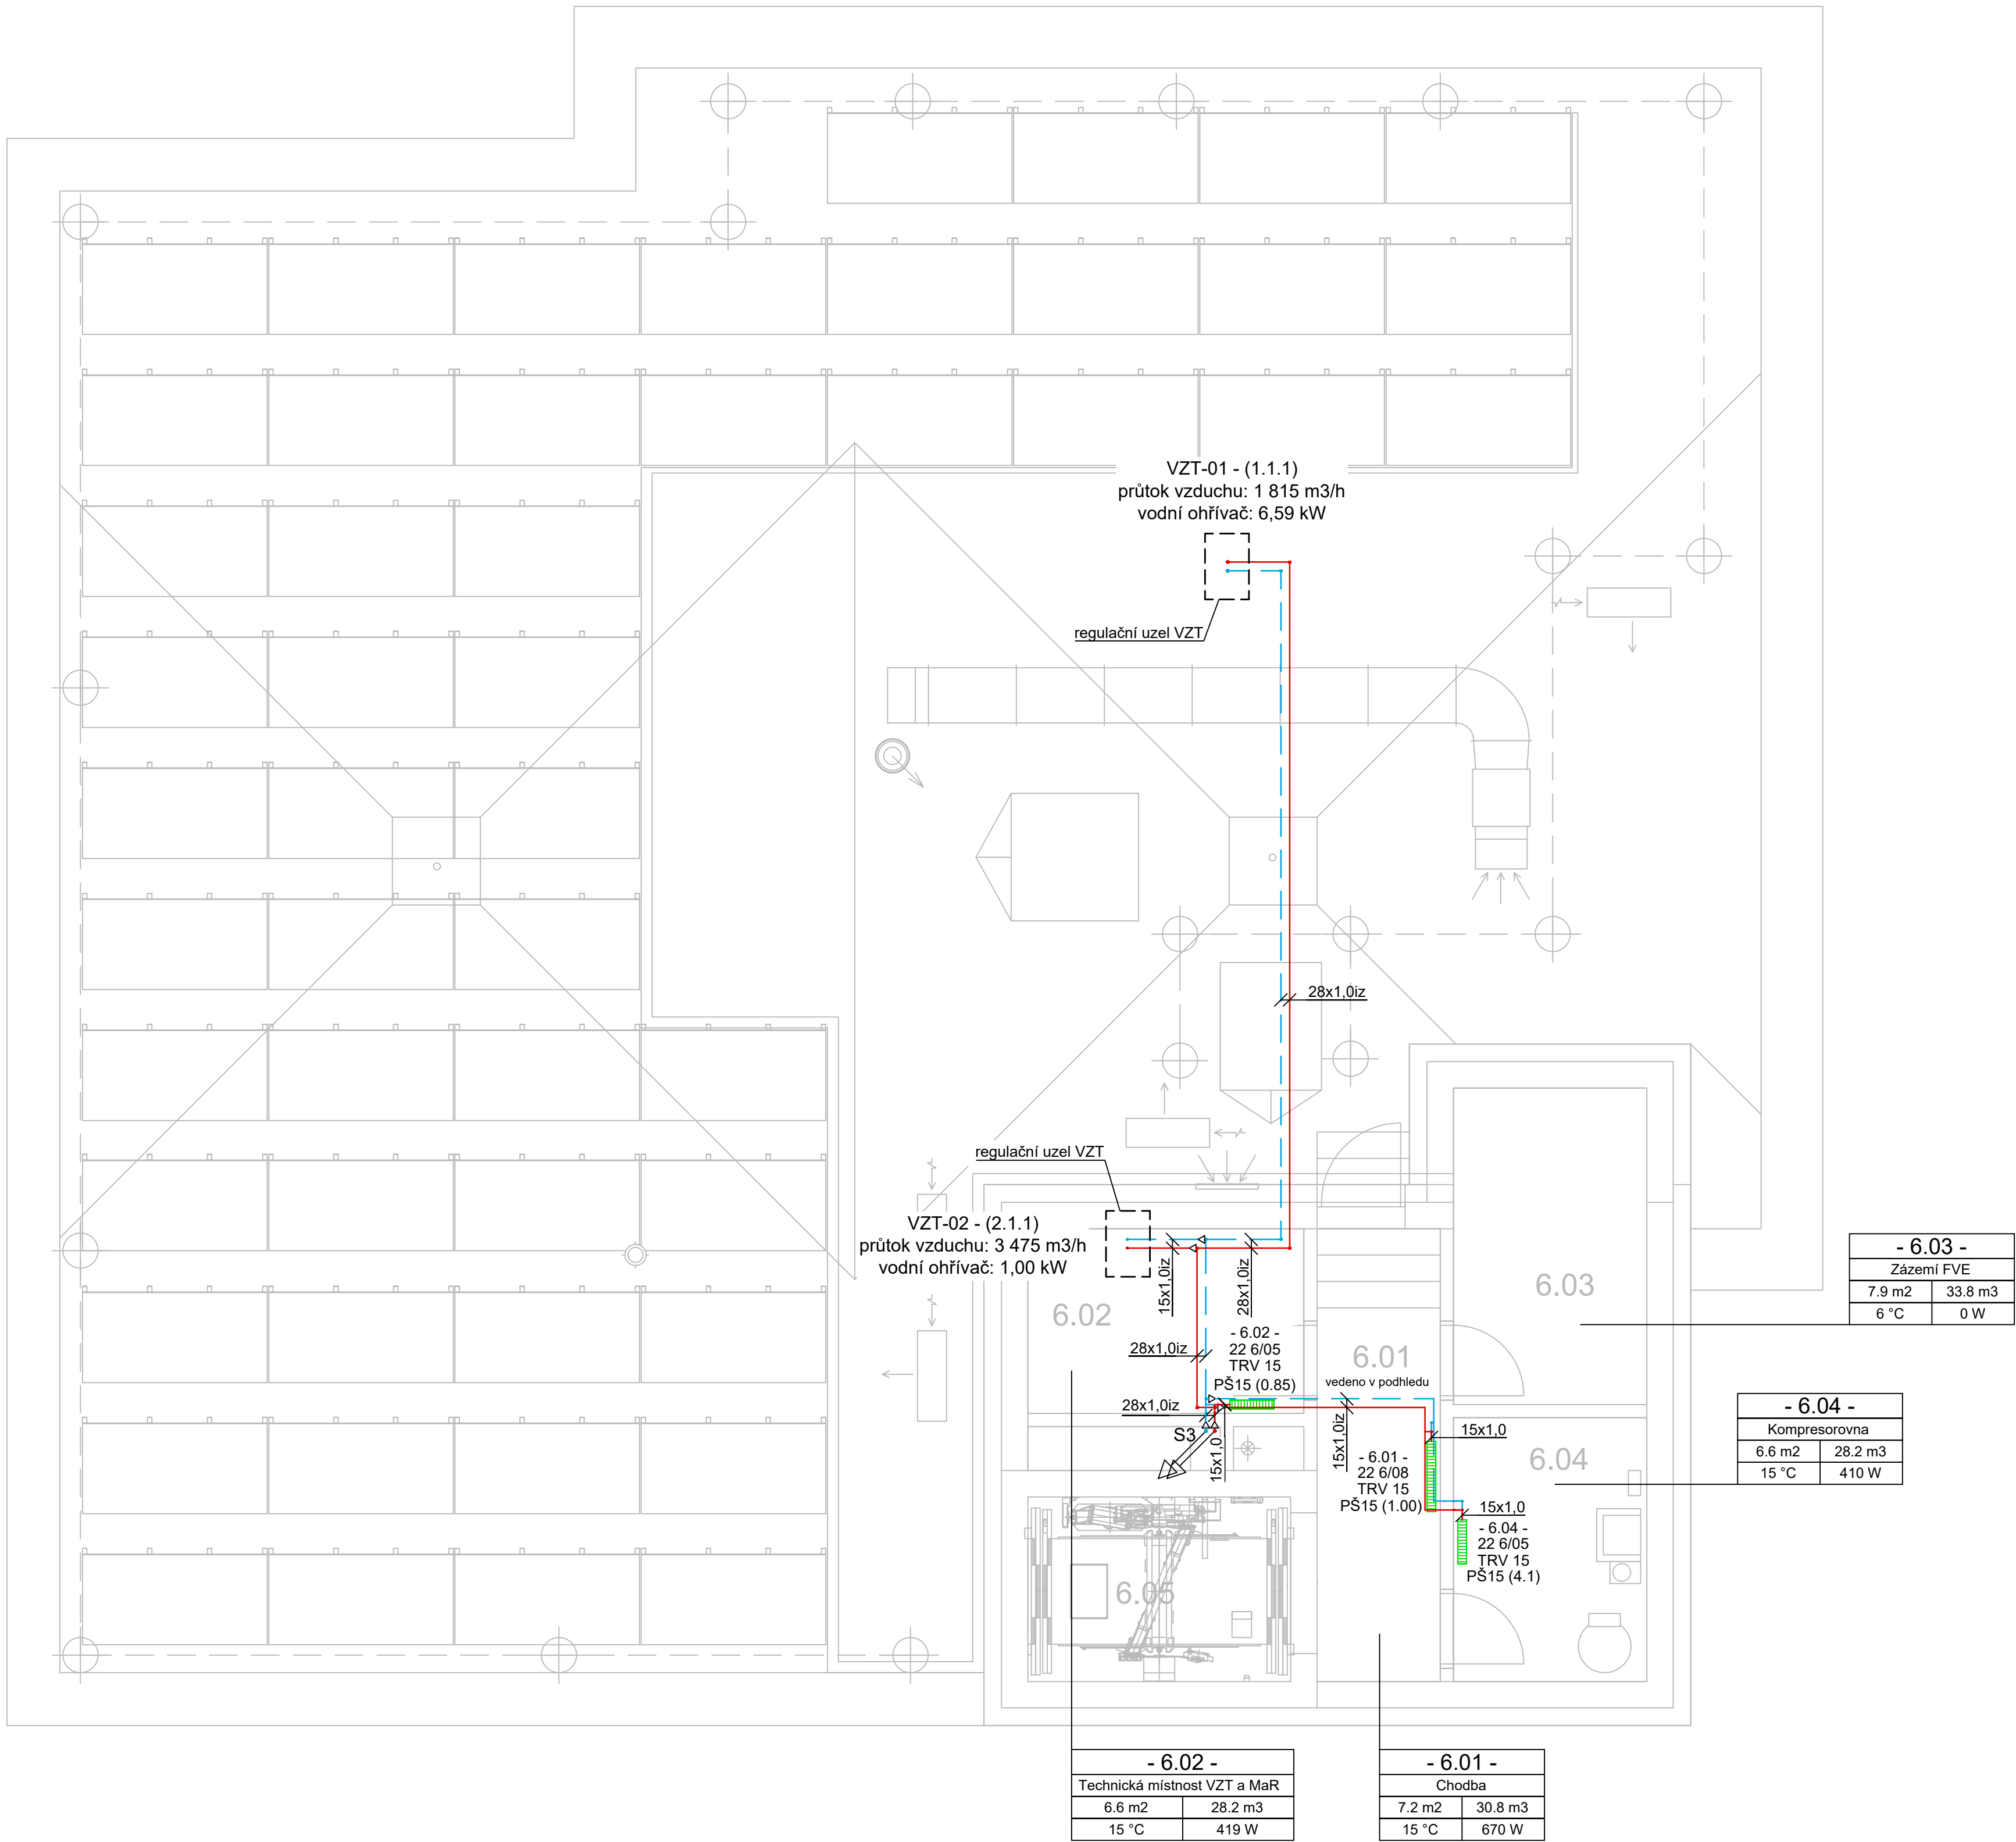 VZT-01 - (1.1.1)
průtok vzduchu: 1 815 m3/h
vodní ohřívač: 6,59 kW
regulační uzel VZT
28x1,0iz
regulační uzel VZT
VZT-02 - (2.1.1)
průtok vzduchu: 3 475 m3/h
vodní ohřívač: 1,00 kW
15x1,0iz
28x1,0iz
6.02
6.03
- 6.03 -
Zázemí FVE
7.9 m2
33.8 m3
6 °C
0 W
28x1,0iz
- 6.02 -
22 6/05
TRV 15
PŠ15 (0.85)
6.01
vedeno v podhledu
28x1,0iz
S3
15x1,0
15x1,0iz
15x1,0
- 6.01 -
22 6/08
TRV 15
PŠ15 (1.00)
6.04
- 6.04 -
Kompresorovna
6.6 m2
28.2 m3
15 °C
410 W
15x1,0
- 6.04 -
22 6/05
TRV 15
PŠ15 (4.1)
6.05
- 6.02 -
Technická místnost VZT a MaR
6.6 m2
28.2 m3
15 °C
419 W
- 6.01 -
Chodba
7.2 m2
30.8 m3
15 °C
670 W